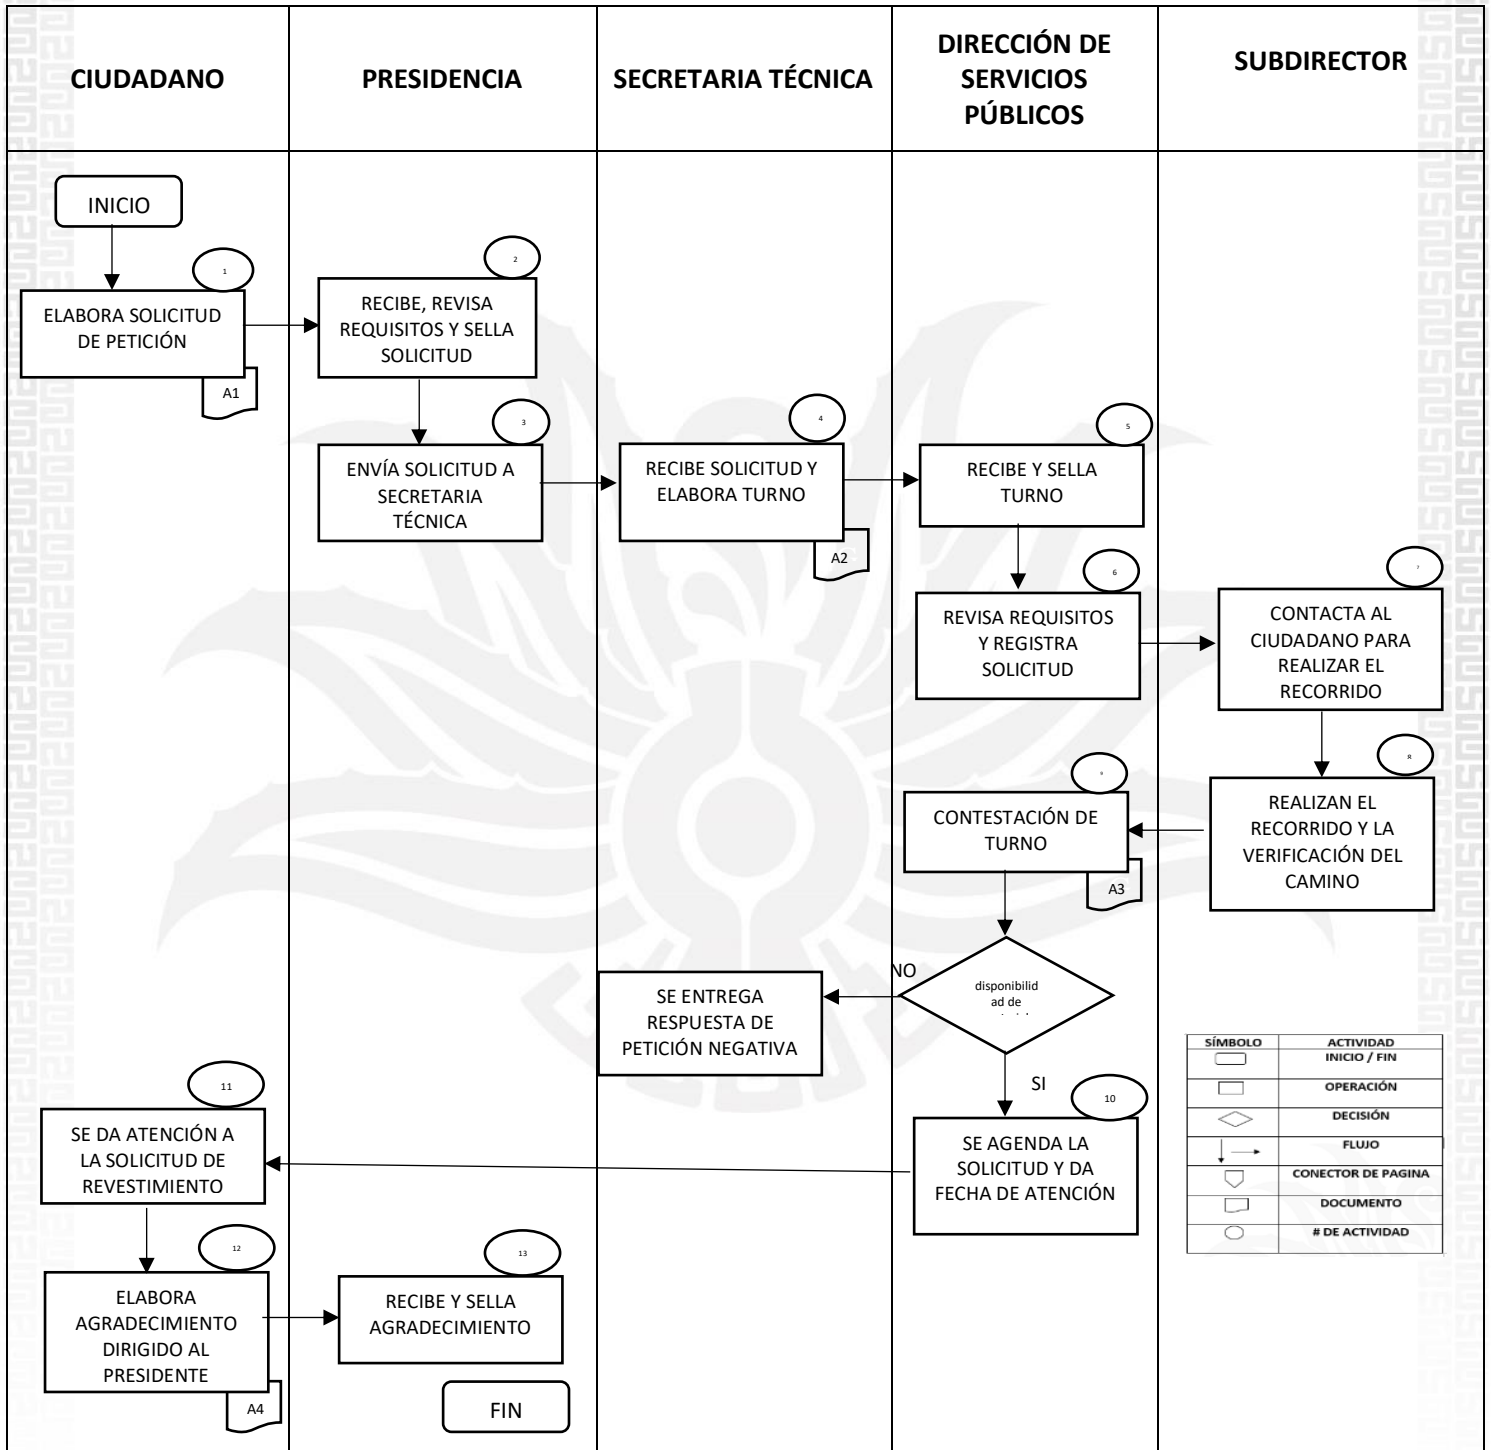 CIUDADANO
PRESIDENCIA
SECRETARIA TÉCNICA
DIRECCIÓN DE
SERVICIOS
PÚBLICOS
SUBDIRECTOR
INICIO
1
ELABORA SOLICITUD
DE PETICIÓN
A1
2
RECIBE, REVISA
REQUISITOS Y SELLA
SOLICITUD
3
ENVÍA SOLICITUD A
SECRETARIA
TÉCNICA
4
RECIBE SOLICITUD Y
ELABORA TURNO
A2
5
RECIBE Y SELLA
TURNO
6
REVISA REQUISITOS
Y REGISTRA
SOLICITUD
7
CONTACTA AL
CIUDADANO PARA
REALIZAR EL
RECORRIDO
8
REALIZAN EL
RECORRIDO Y LA
VERIFICACIÓN DEL
CAMINO
9
CONTESTACIÓN DE
TURNO
A3
disponibilid
ad de
NO
SE ENTREGA
RESPUESTA DE
PETICIÓN NEGATIVA
SI
10
SE AGENDA LA
SOLICITUD Y DA
FECHA DE ATENCIÓN
11
SE DA ATENCIÓN A
LA SOLICITUD DE
REVESTIMIENTO
12
ELABORA
AGRADECIMIENTO
DIRIGIDO AL
PRESIDENTE
A4
13
RECIBE Y SELLA
AGRADECIMIENTO
FIN
SÍMBOLO ACTIVIDAD
INICIO / FIN
OPERACIÓN
DECISIÓN
FLUJO
CONECTOR DE PAGINA
DOCUMENTO
# DE ACTIVIDAD